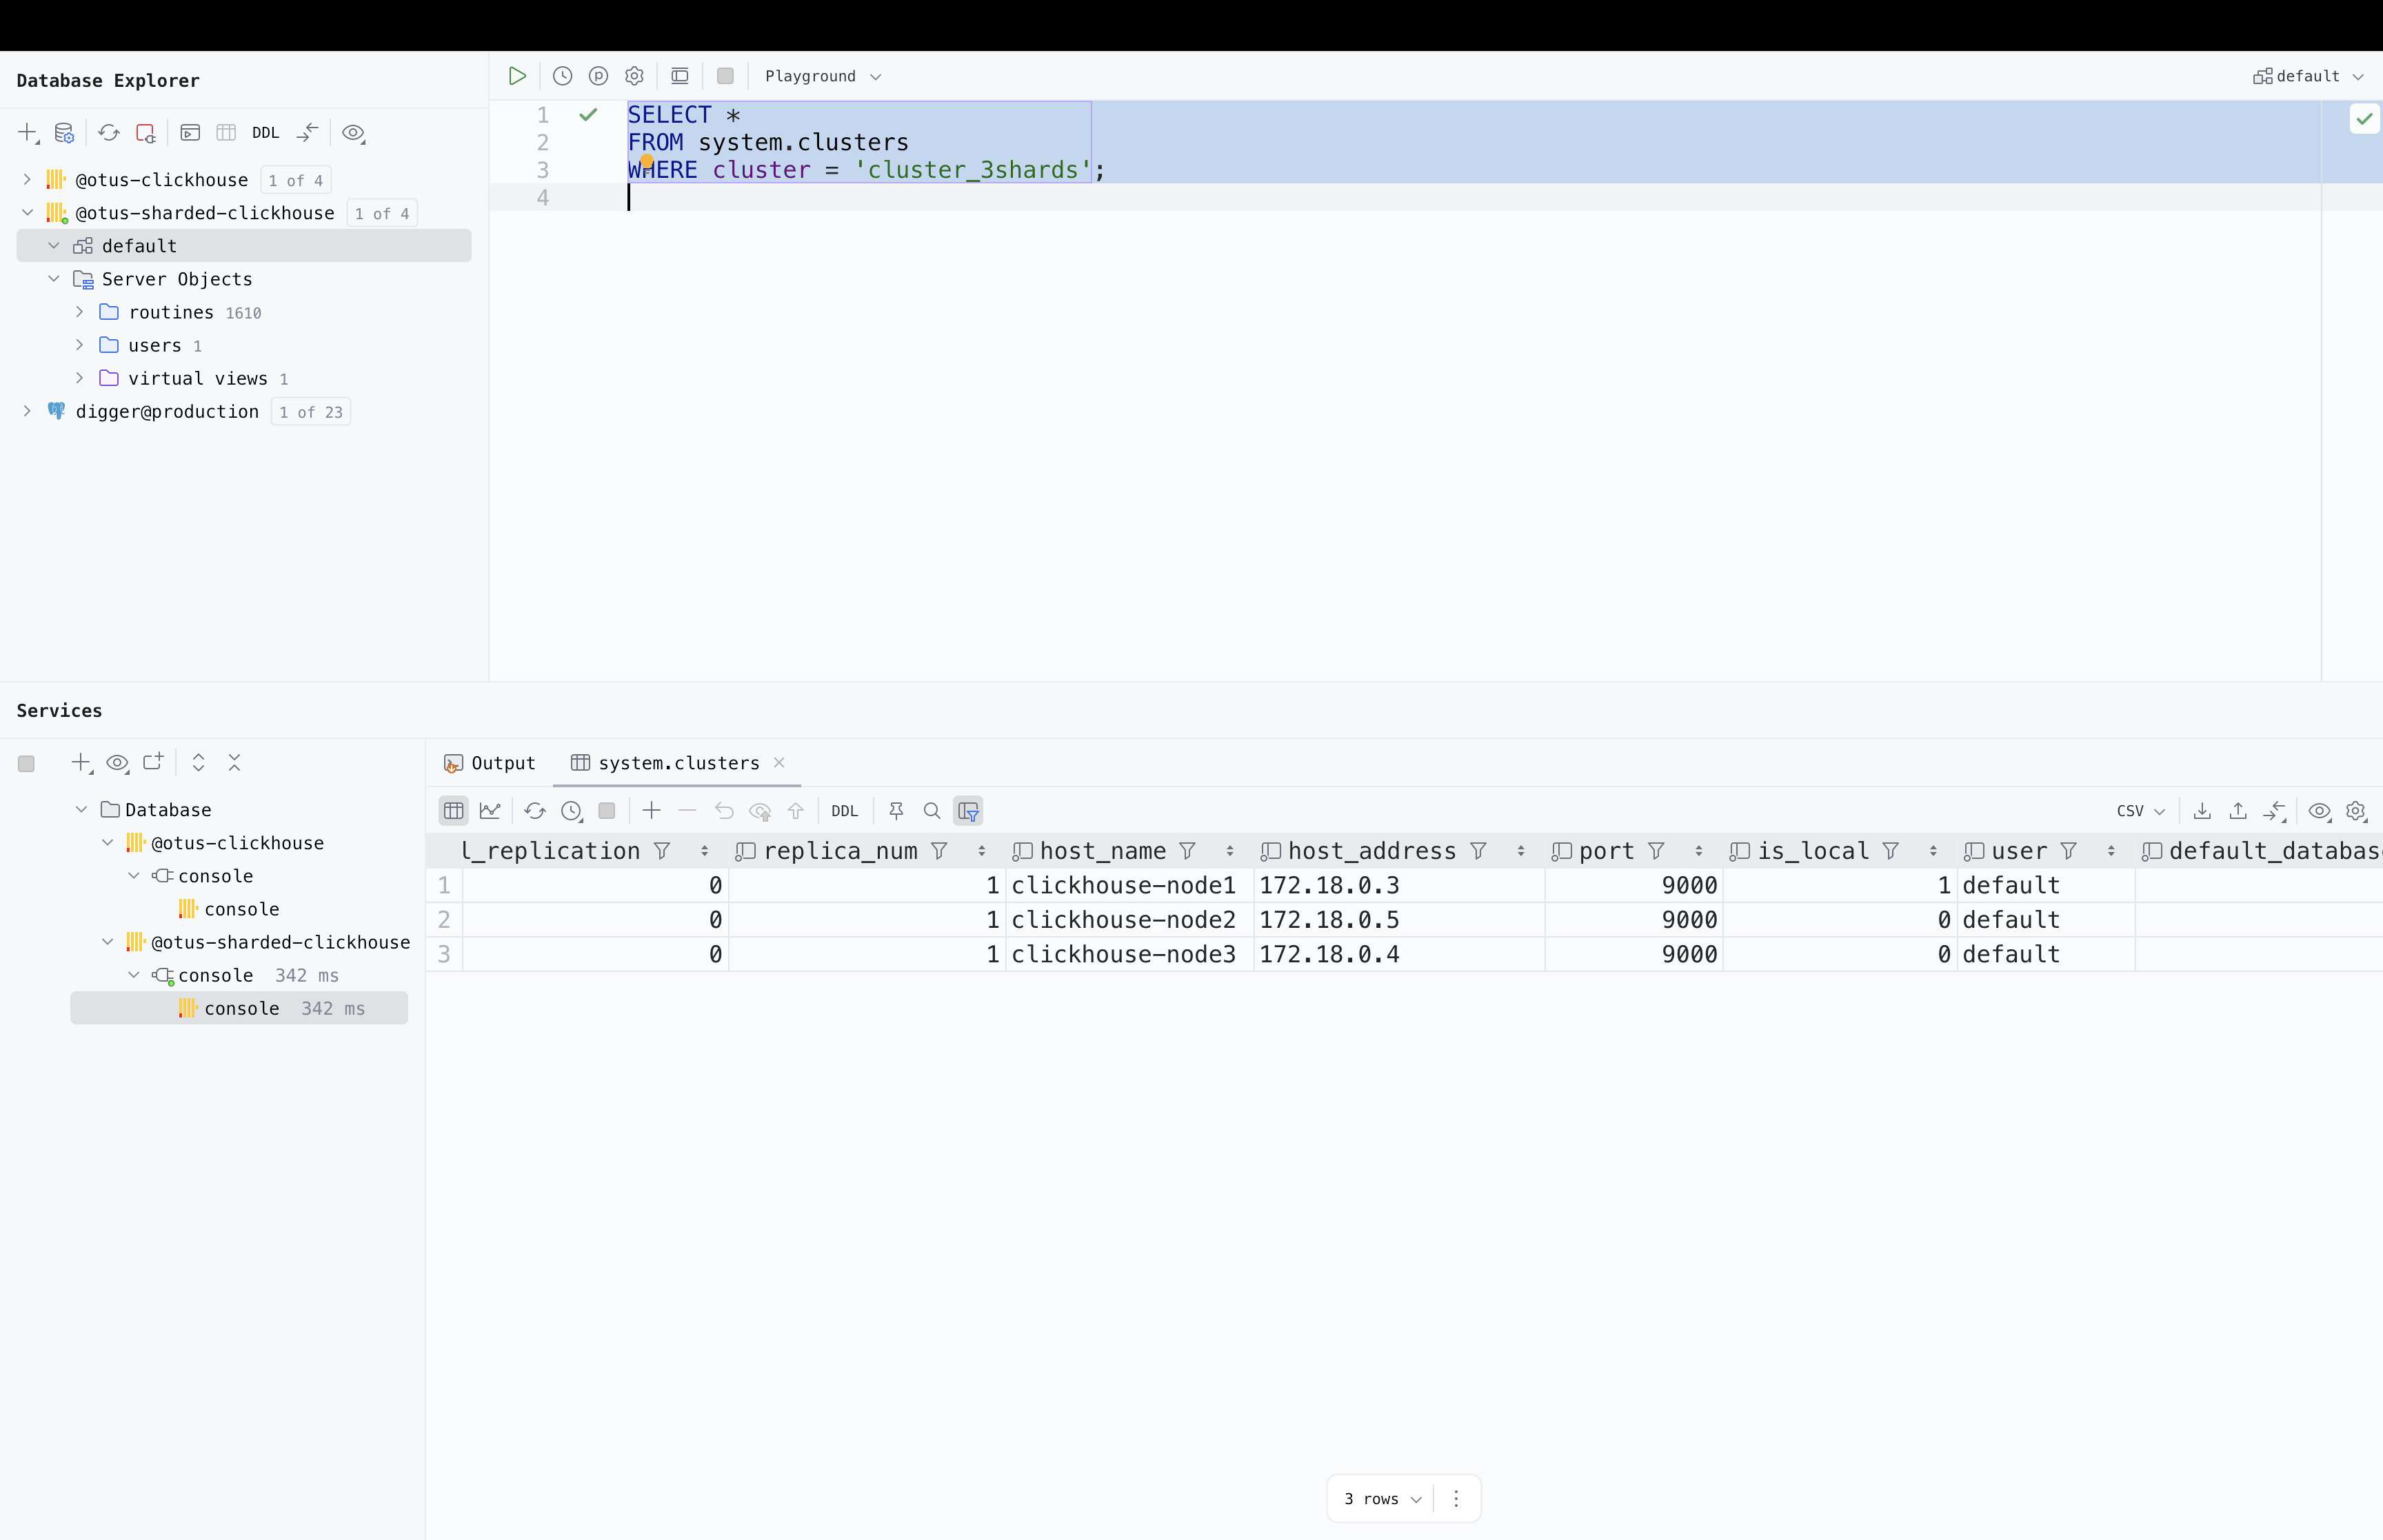 Database Explorer
DDL
@otus-clickhouse 1 of 4
@otus-sharded-clickhouse 1 of 4
default
Server Objects
routines 1610
users 1
virtual views 1
digger@production 1 of 23
Playground
default
1 SELECT *
2 FROM system.clusters
3 WHERE cluster = 'cluster_3shards';
4
Services
Database
@otus-clickhouse
console
console
@otus-sharded-clickhouse
console 342 ms
console 342 ms
Output system.clusters
DDL CSV
l_replication replica_num host_name host_address port is_local user default_databas
1 0 1 clickhouse-node1 172.18.0.3 9000 1 default
2 0 1 clickhouse-node2 172.18.0.5 9000 0 default
3 0 1 clickhouse-node3 172.18.0.4 9000 0 default
3 rows